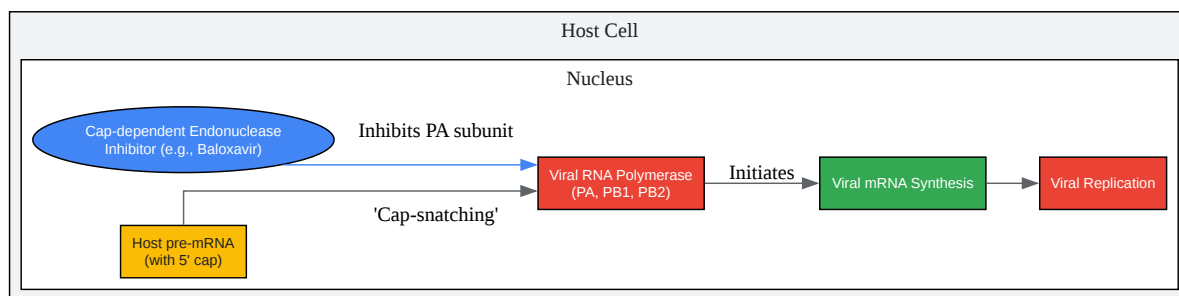 Host Cell
Nucleus
Cap-dependent Endonuclease
Inhibitor (e.g., Baloxavir)
Inhibits PA subunit
Viral RNA Polymerase
(PA, PB1, PB2)
Initiates
Viral mRNA Synthesis
Viral Replication
'Cap-snatching'
Host pre-mRNA
(with 5' cap)